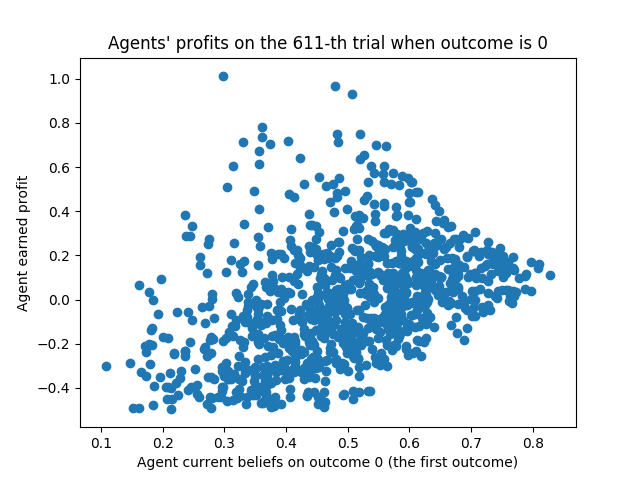 Agents' profits on the 611-th trial when outcome is 0
1.0
0.8
0.6
0.4
0.2
0.0
−0.2
−0.4
Agent earned profit
0.1 0.2 0.3 0.4 0.5 0.6 0.7 0.8
Agent current beliefs on outcome 0 (the first outcome)